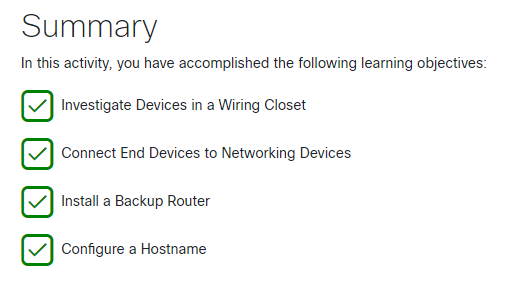 Summary
In this activity, you have accomplished the following learning objectives:
Investigate Devices in a Wiring Closet
Connect End Devices to Networking Devices
Install a Backup Router
Configure a Hostname